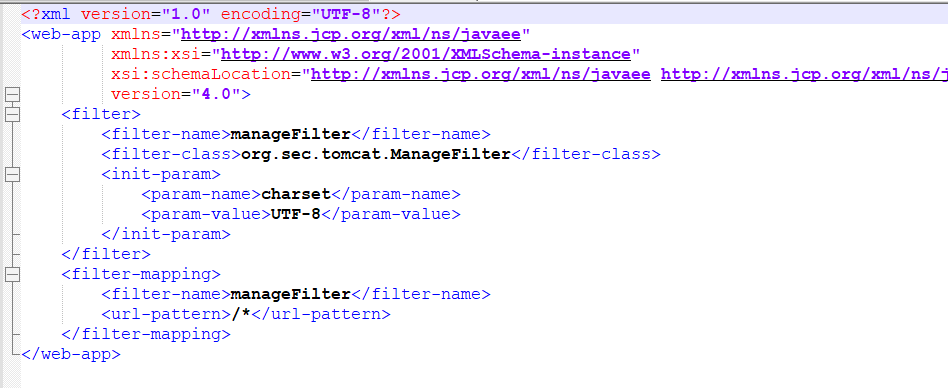 <?xml version="1.0" encoding="UTF-8"?>
<web-app xmlns="http://xmlns.jcp.org/xml/ns/javaee"
xmlns:xsi="http://www.w3.org/2001/XMLSchema-instance"
xsi:schemaLocation="http://xmlns.jcp.org/xml/ns/javaee http://xmlns.jcp.org/xml/ns/j
version="4.0">
<filter>
<filter-name>manageFilter</filter-name>
<filter-class>org.sec.tomcat.ManageFilter</filter-class>
<init-param>
<param-name>charset</param-name>
<param-value>UTF-8</param-value>
</init-param>
</filter>
<filter-mapping>
<filter-name>manageFilter</filter-name>
<url-pattern>/*</url-pattern>
</filter-mapping>
</web-app>